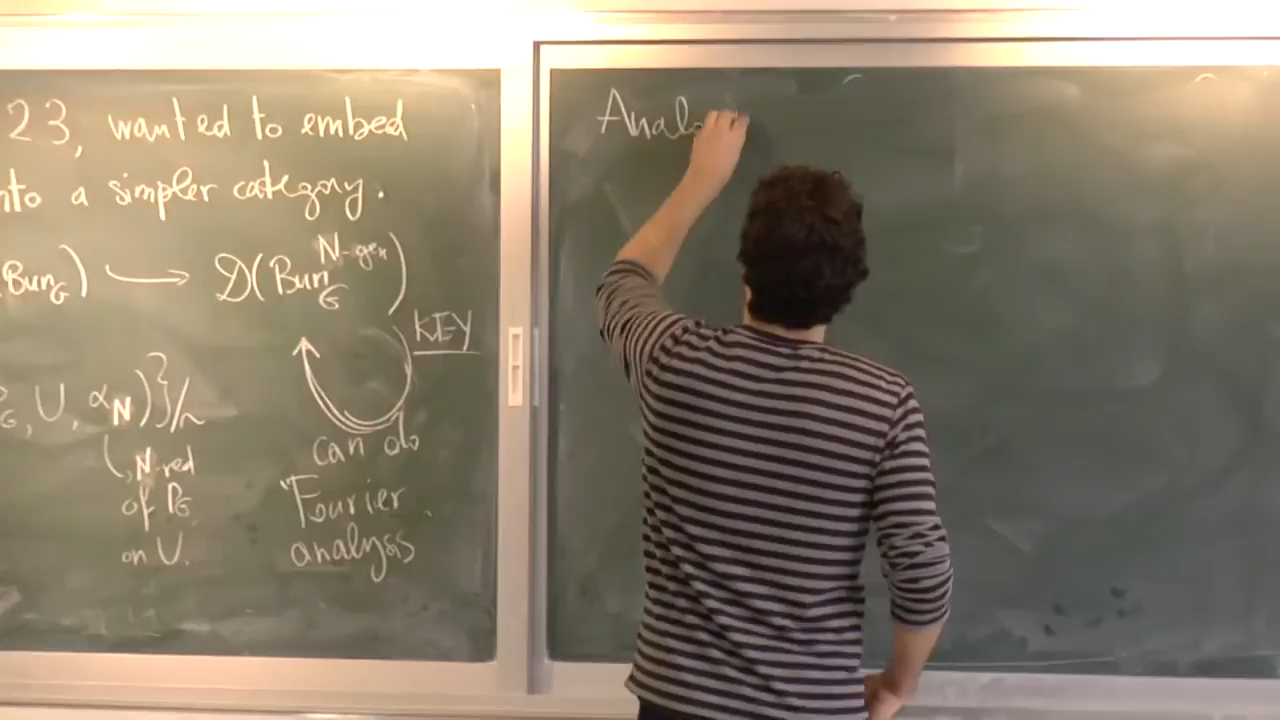 23, wanted to embed
nto a simpler category.
Bun_G) → D(Bun_G^{N-gen})
KEY
G, U, α_N)}/~
N-red
of P_G
on U.
can do
"Fourier
analysis
Analo